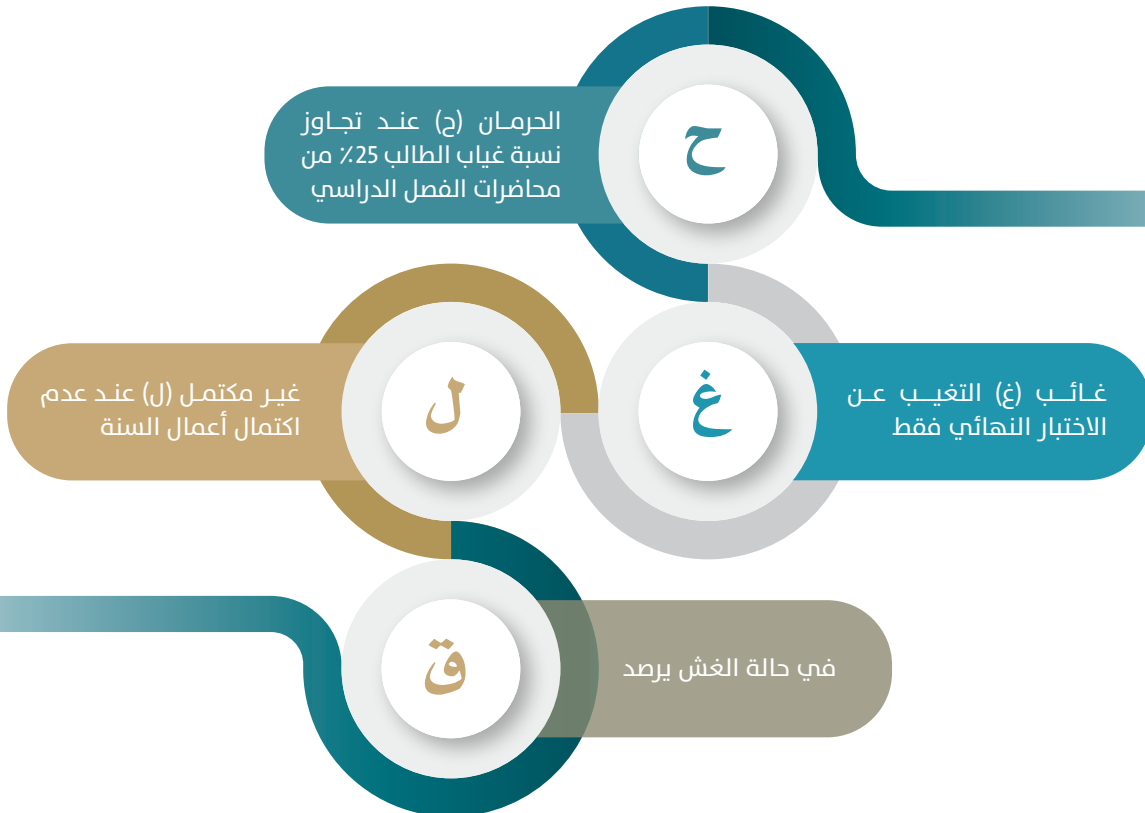 ح
الحرمان (ح) عند تجاوز
نسبة غياب الطالب 25٪ من
محاضرات الفصل الدراسي
غ
غائب (غ) التغيب عن
الاختبار النهائي فقط
ل
غير مكتمل (ل) عند عدم
اكتمال أعمال السنة
ق
في حالة الغش يرصد